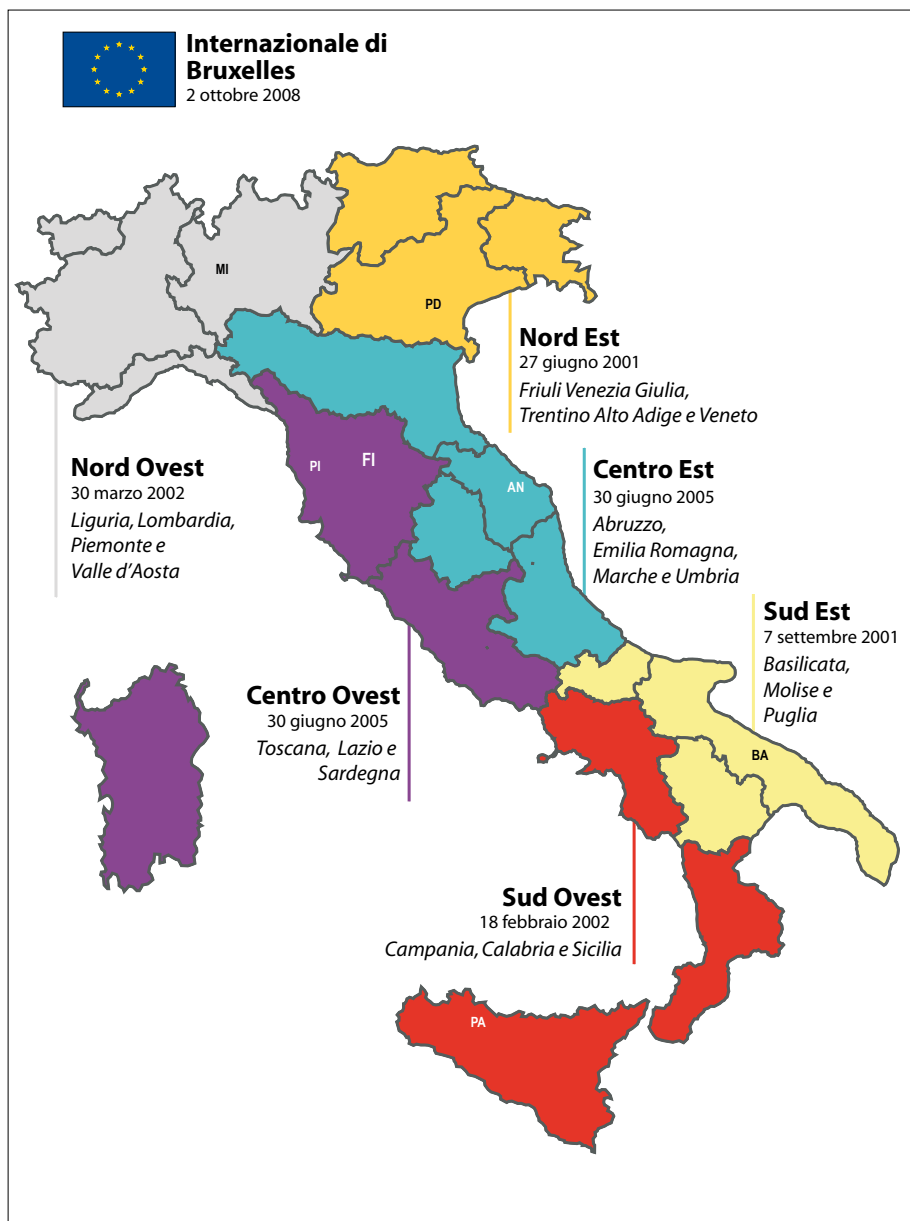 Internazionale di
Bruxelles
2 ottobre 2008
MI
PD
Nord Est
27 giugno 2001
Friuli Venezia Giulia,
Trentino Alto Adige e Veneto
Nord Ovest
30 marzo 2002
Liguria, Lombardia,
Piemonte e
Valle d'Aosta
PI
FI
AN
Centro Est
30 giugno 2005
Abruzzo,
Emilia Romagna,
Marche e Umbria
Sud Est
7 settembre 2001
Basilicata,
Molise e
Puglia
Centro Ovest
30 giugno 2005
Toscana, Lazio e
Sardegna
BA
Sud Ovest
18 febbraio 2002
Campania, Calabria e Sicilia
PA